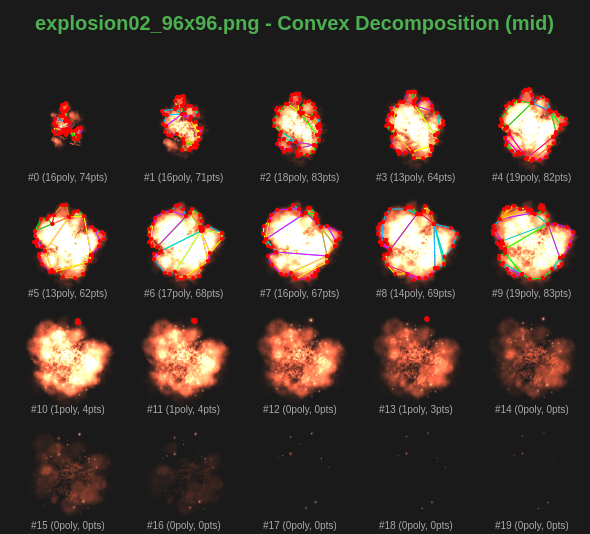 explosion02_96x96.png - Convex Decomposition (mid)
#0 (16poly, 74pts) #1 (16poly, 71pts) #2 (18poly, 83pts) #3 (13poly, 64pts) #4 (19poly, 82pts)
#5 (13poly, 62pts) #6 (17poly, 68pts) #7 (16poly, 67pts) #8 (14poly, 69pts) #9 (19poly, 83pts)
#10 (1poly, 4pts) #11 (1poly, 4pts) #12 (0poly, 0pts) #13 (1poly, 3pts) #14 (0poly, 0pts)
#15 (0poly, 0pts) #16 (0poly, 0pts) #17 (0poly, 0pts) #18 (0poly, 0pts) #19 (0poly, 0pts)